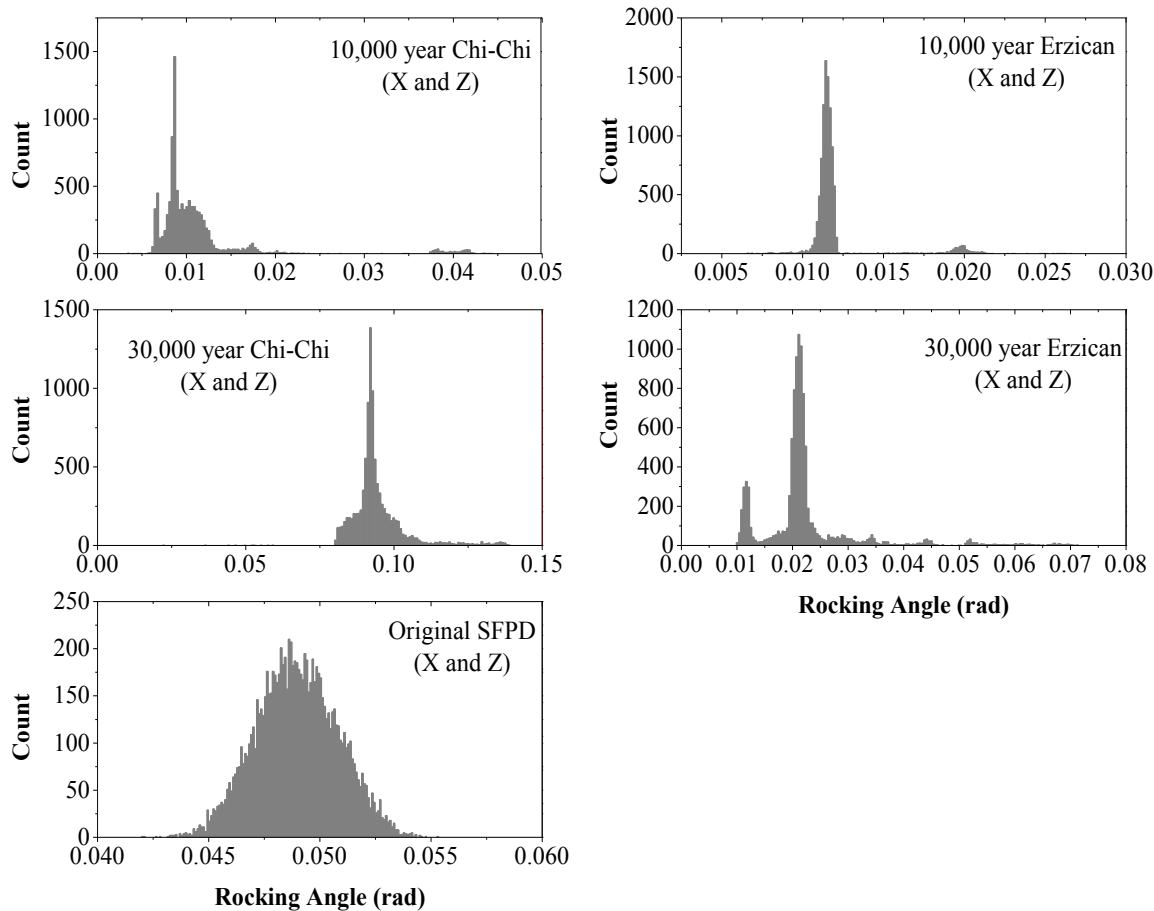 1500
1000
500
0
Count
10,000 year Chi-Chi
(X and Z)
0.00 0.01 0.02 0.03 0.04 0.05
2000
1500
1000
500
0
Count
10,000 year Erzican
(X and Z)
0.005 0.010 0.015 0.020 0.025 0.030
1500
1000
500
0
Count
30,000 year Chi-Chi
(X and Z)
0.00 0.05 0.10 0.15
1200
1000
800
600
400
200
0
Count
30,000 year Erzican
(X and Z)
0.00 0.01 0.02 0.03 0.04 0.05 0.06 0.07 0.08
Rocking Angle (rad)
250
200
150
100
50
0
Count
Original SFPD
(X and Z)
0.040 0.045 0.050 0.055 0.060
Rocking Angle (rad)